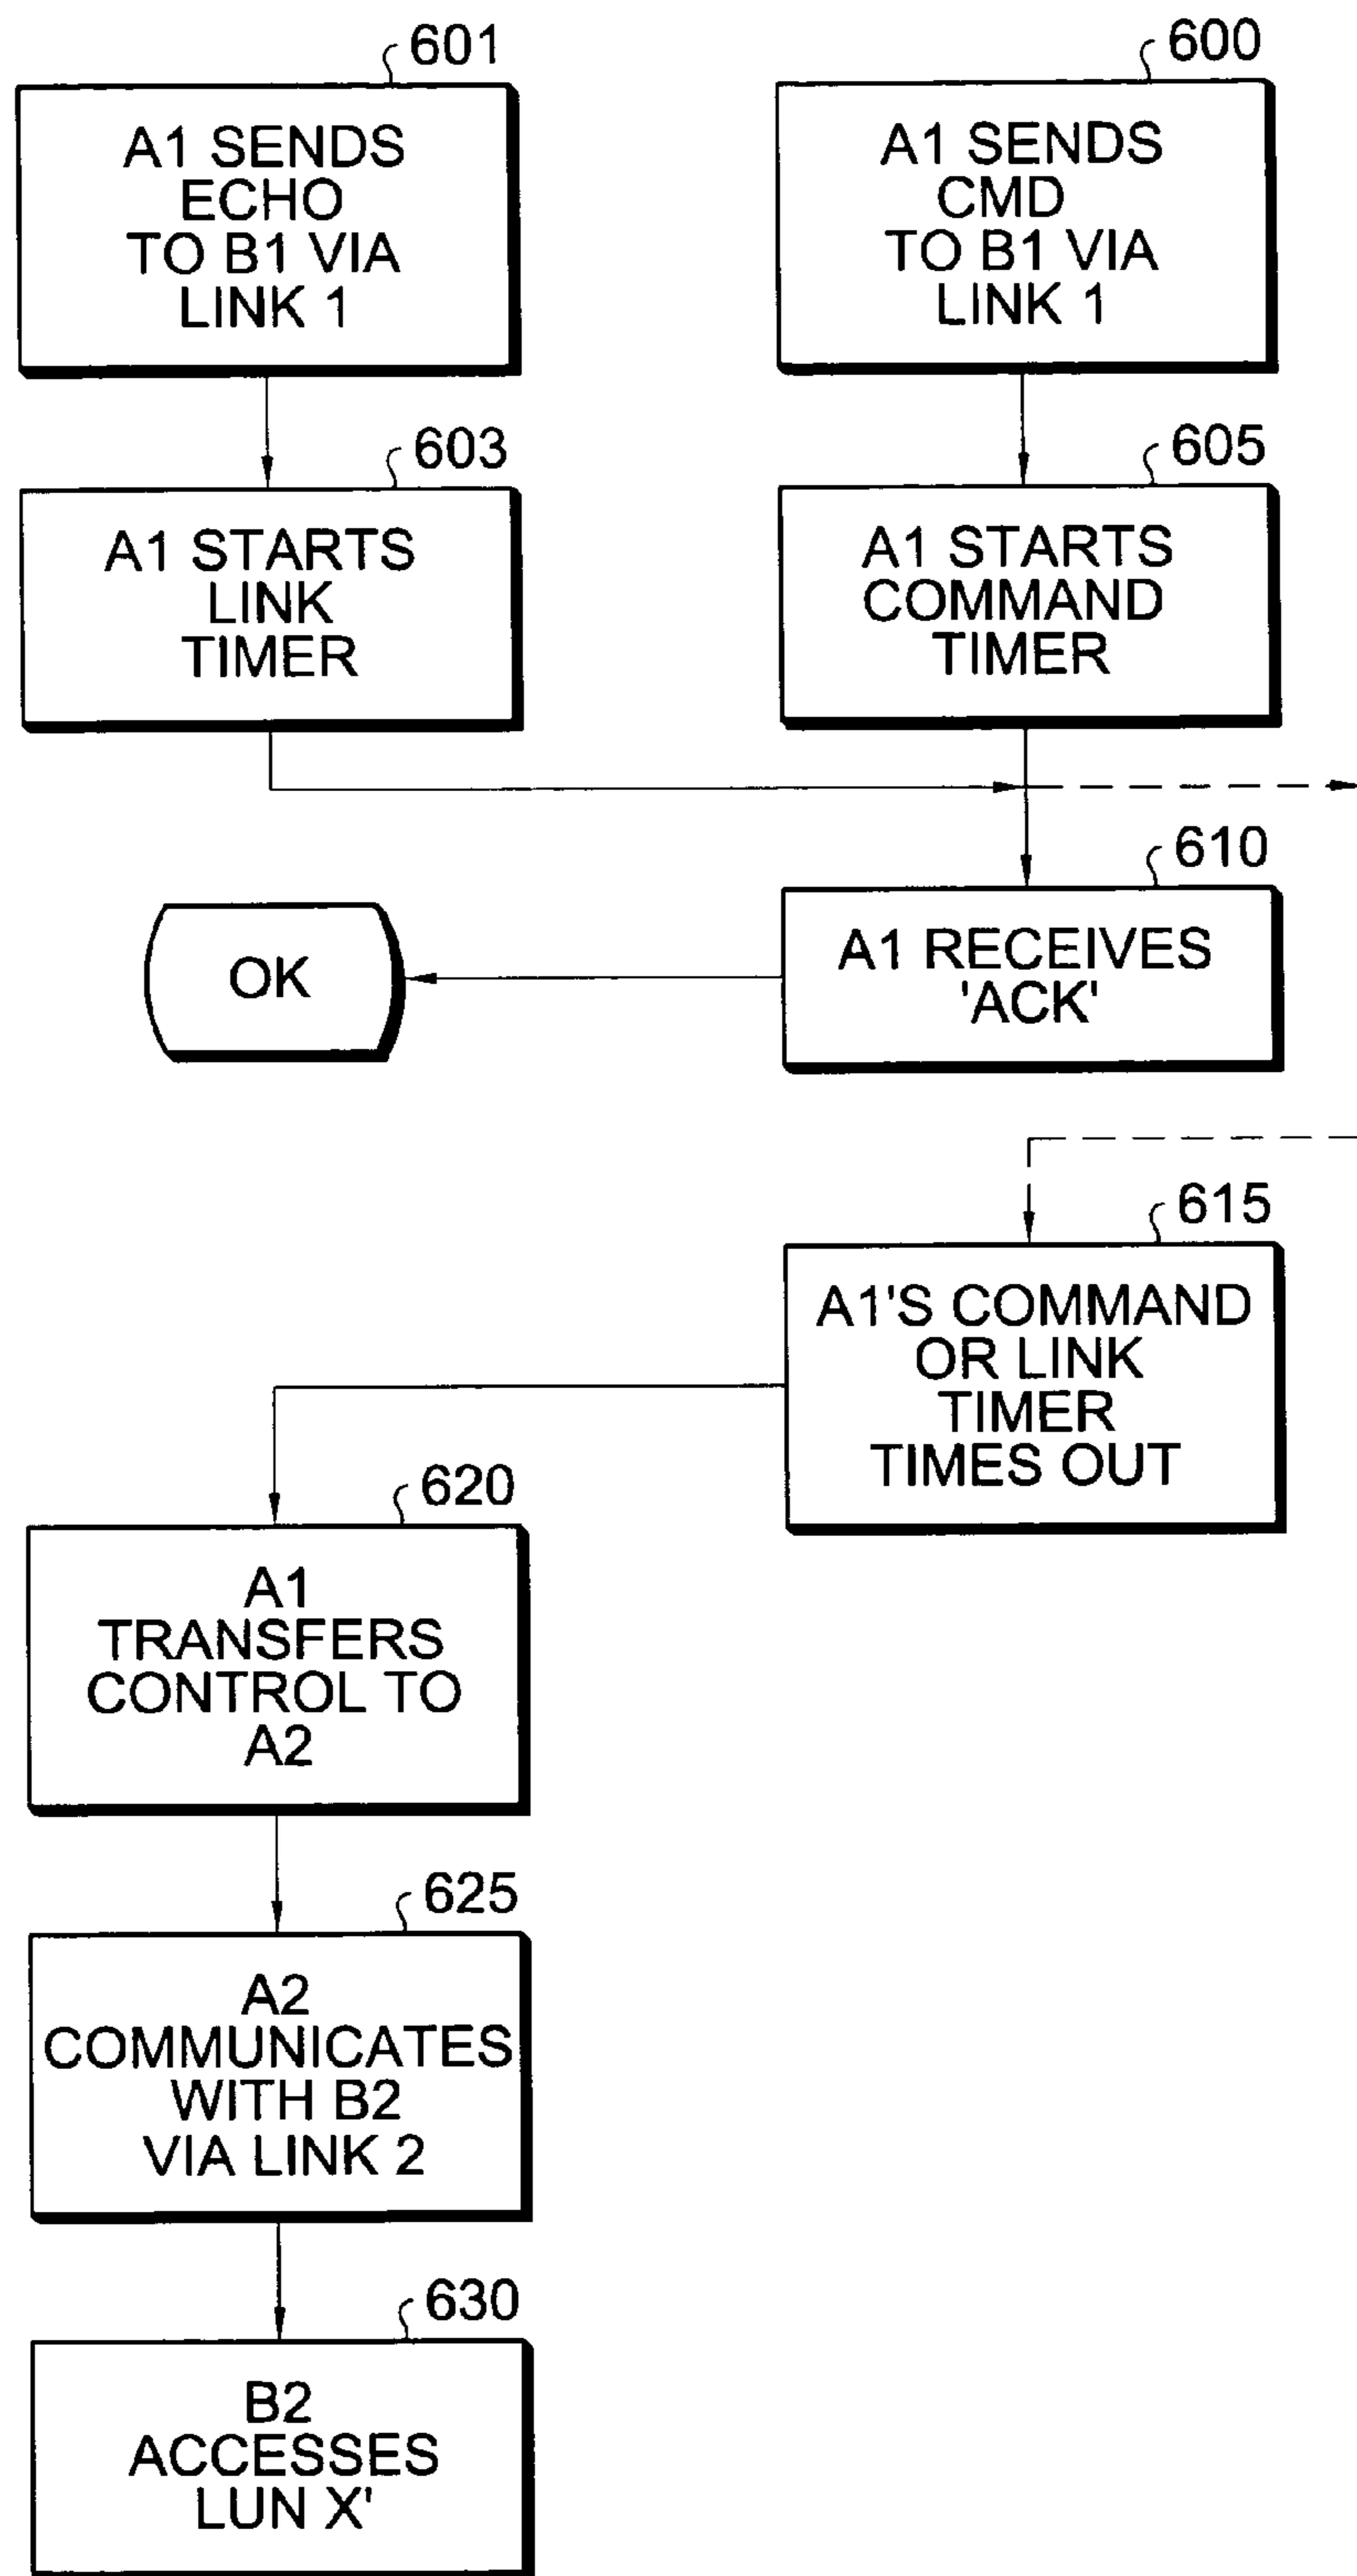 601
A1 SENDS
ECHO
TO B1 VIA
LINK 1
600
A1 SENDS
CMD
TO B1 VIA
LINK 1
603
A1 STARTS
LINK
TIMER
605
A1 STARTS
COMMAND
TIMER
610
A1 RECEIVES
'ACK'
OK
615
A1'S COMMAND
OR LINK
TIMER
TIMES OUT
620
A1
TRANSFERS
CONTROL TO
A2
625
A2
COMMUNICATES
WITH B2
VIA LINK 2
630
B2
ACCESSES
LUN X'